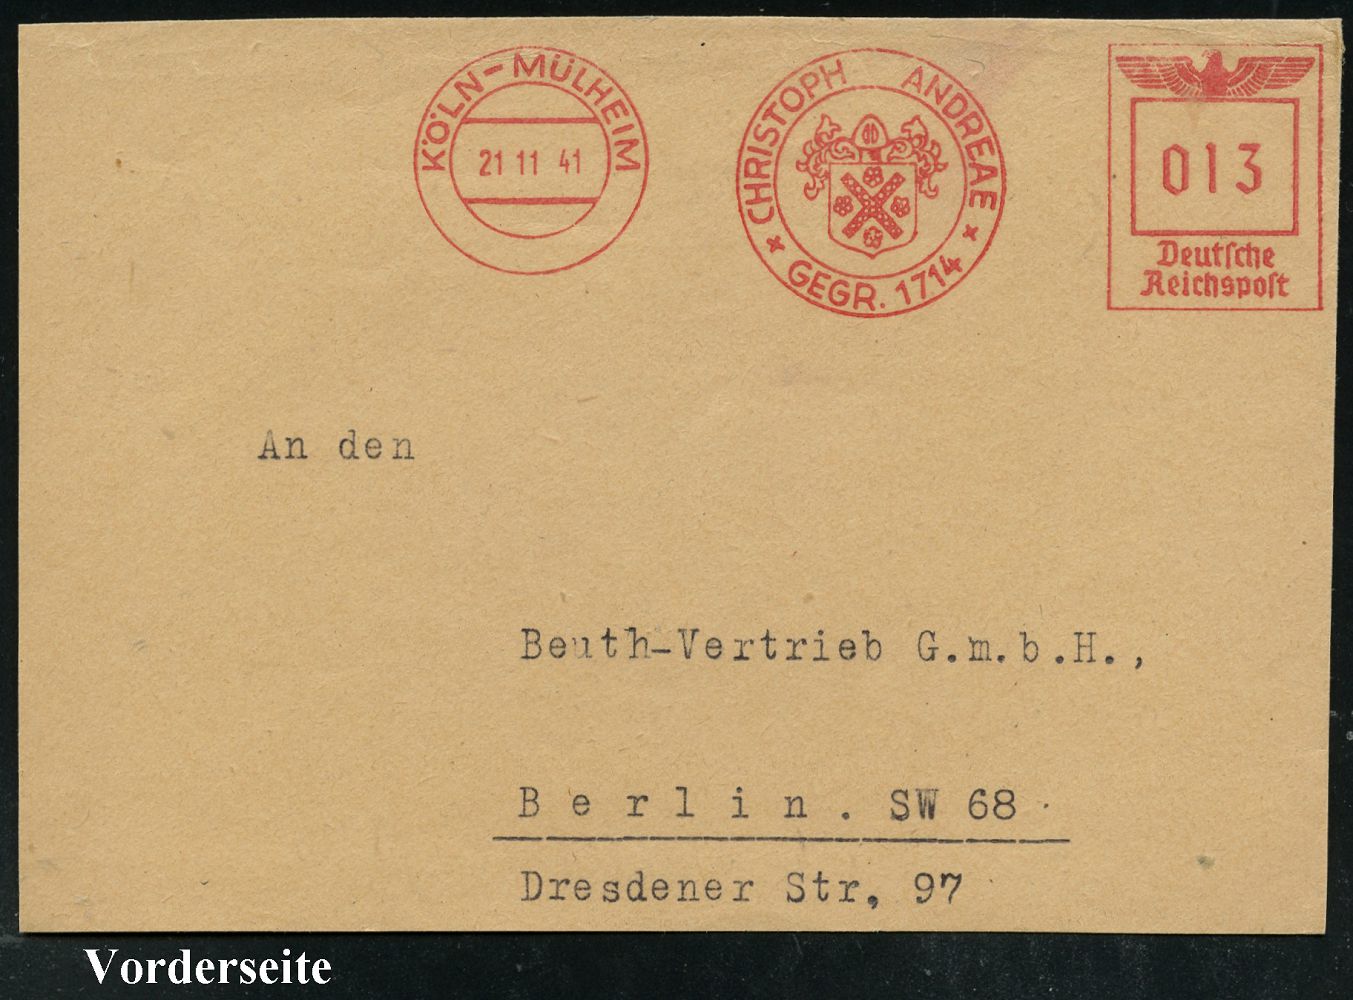 KÖLN-MÜLHEIM
21 11 41
CHRISTOPH ANDREAE
* GEGR. 1714 *
013
Deutsche
Reichspost
An den
Beuth-Vertrieb G.m.b.H.,
Berlin. SW 68
Dresdener Str, 97
Vorderseite